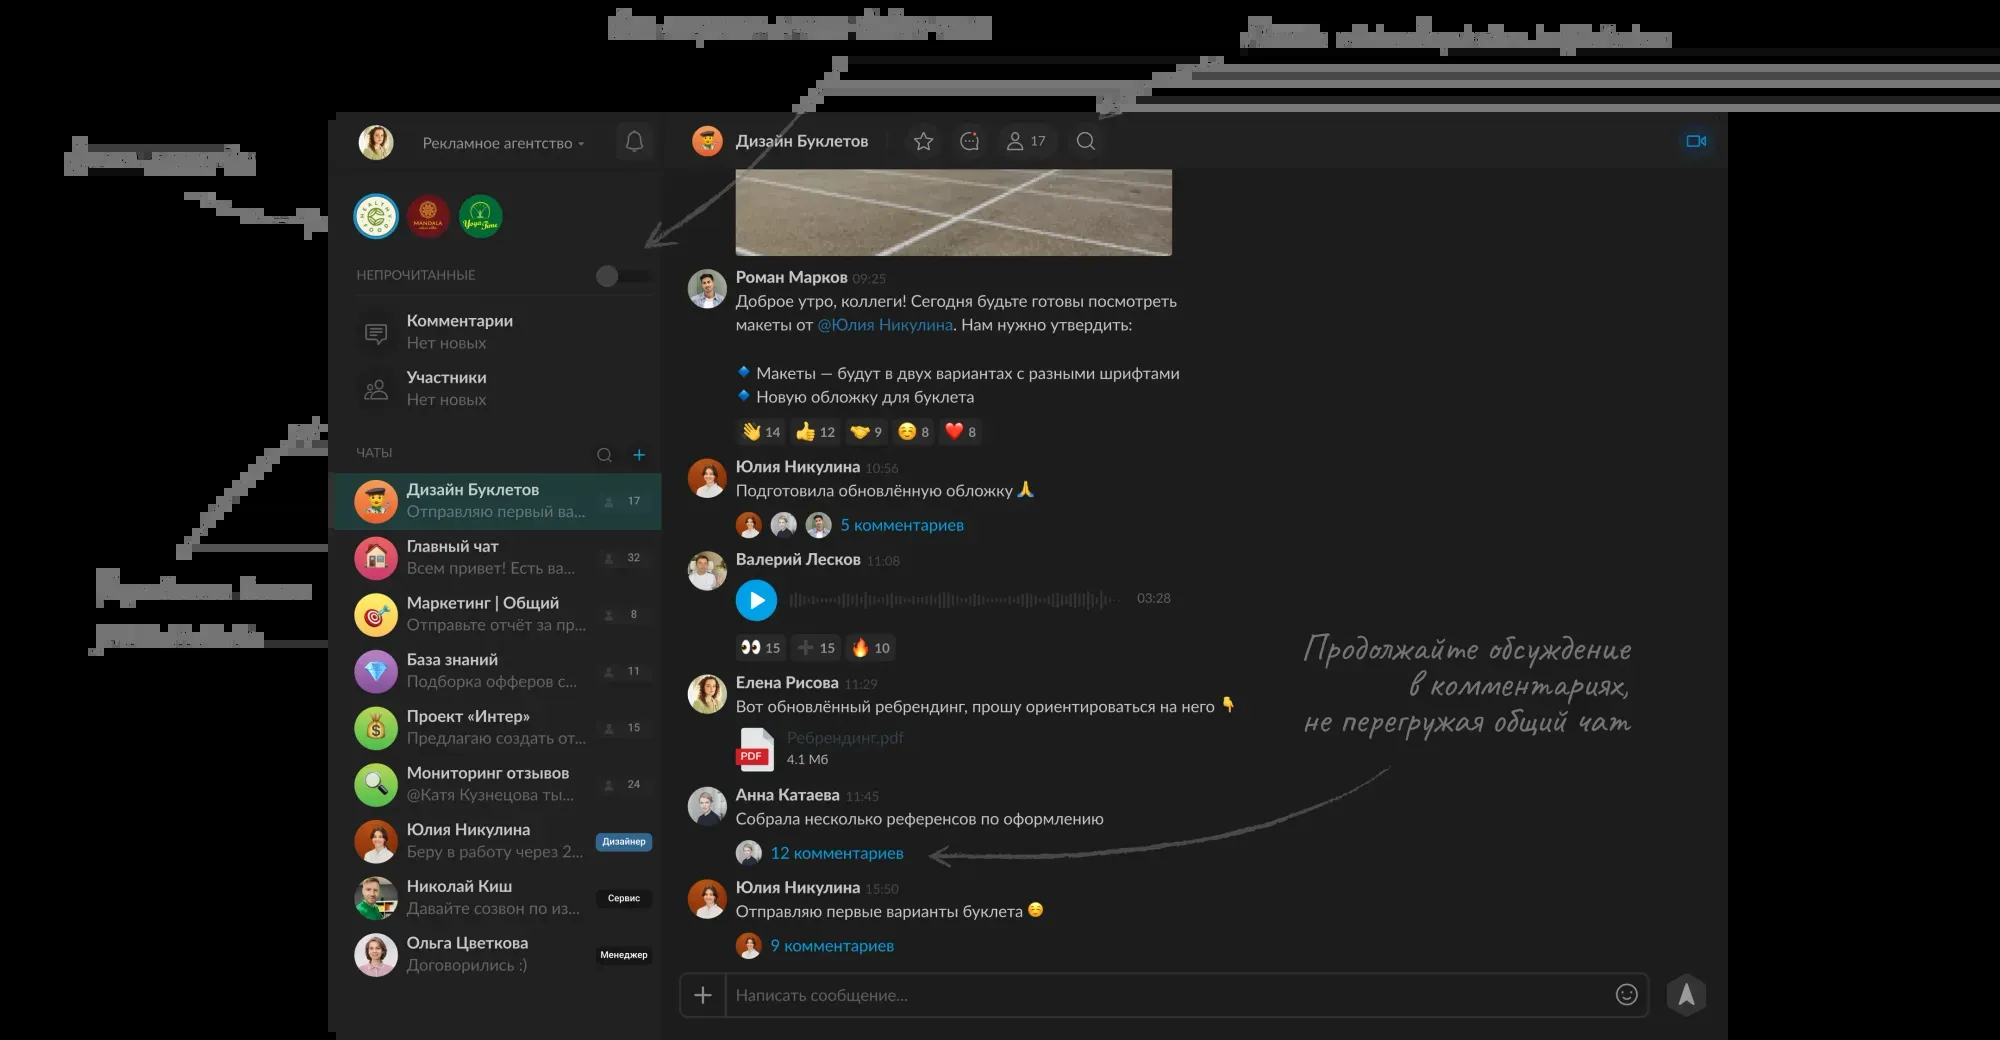 Рекламное агентство
HEALTHY FOOD
MANDALA
Yoga Time
НЕПРОЧИТАННЫЕ
Комментарии
Нет новых
Участники
Нет новых
ЧАТЫ
Дизайн Буклетов
17
Отправляю первый ва...
Главный чат
32
Всем привет! Есть ва...
Маркетинг | Общий
8
Отправьте отчёт за пр...
База знаний
11
Подборка офферов с...
Проект «Интер»
15
Предлагаю создать от...
Мониторинг отзывов
24
@Катя Кузнецова ты...
Юлия Никулина
Дизайнер
Беру в работу через 2...
Николай Киш
Сервис
Давайте созвон по из...
Ольга Цветкова
Менеджер
Договорились :)
Дизайн Буклетов
17
Роман Марков 09:25
Доброе утро, коллеги! Сегодня будьте готовы посмотреть
макеты от @Юлия Никулина. Нам нужно утвердить:
🔹 Макеты — будут в двух вариантах с разными шрифтами
🔹 Новую обложку для буклета
👋 14 👍 12 🤝 9 ☺️ 8 ❤️ 8
Юлия Никулина 10:56
Подготовила обновлённую обложку 🙏
5 комментариев
Валерий Лесков 11:08
03:28
👀 15 ➕ 15 🔥 10
Елена Рисова 11:29
Вот обновлённый ребрендинг, прошу ориентироваться на него 👇
PDF
Ребрендинг.pdf
4.1 Мб
Анна Катаева 11:45
Собрала несколько референсов по оформлению
12 комментариев
Юлия Никулина 15:50
Отправляю первые варианты буклета ☺️
9 комментариев
Написать сообщение...
Продолжайте обсуждение
в комментариях,
не перегружая общий чат